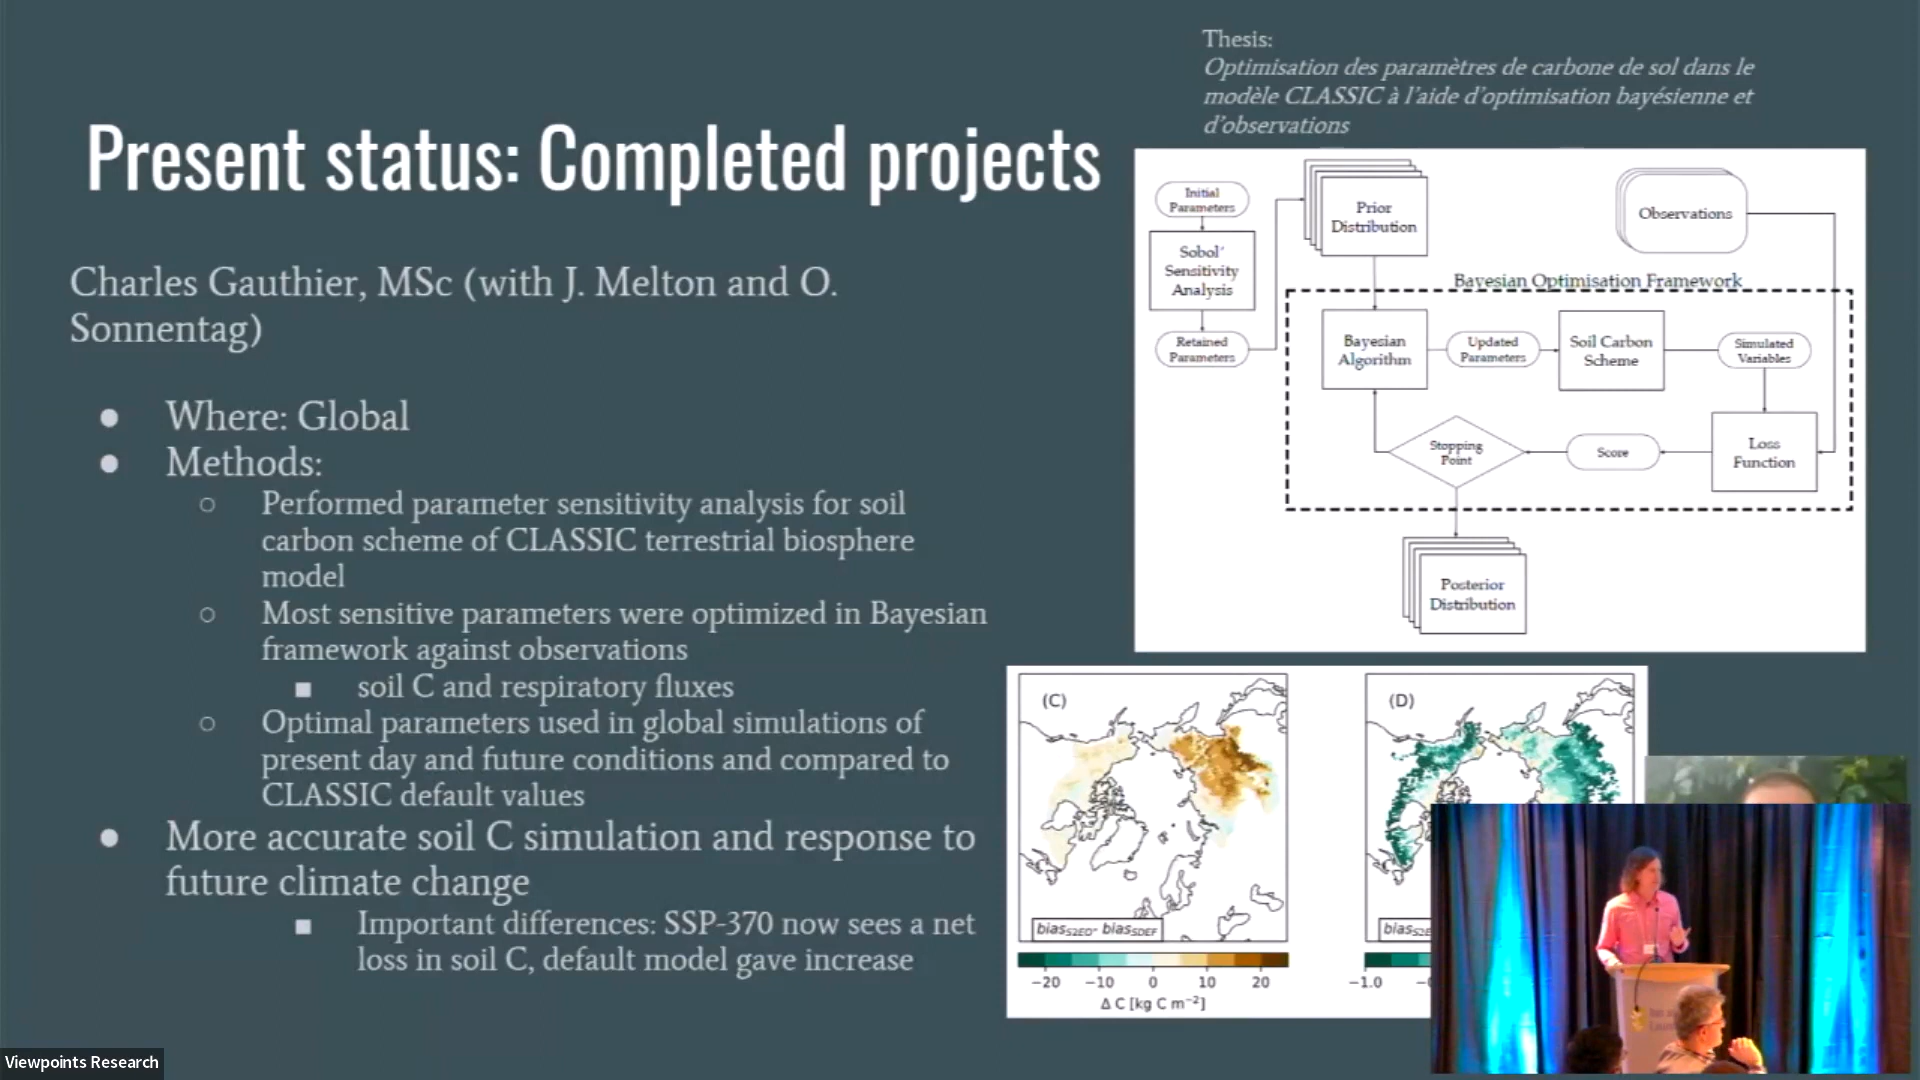 Thesis:
Optimisation des paramètres de carbone de sol dans le
modèle CLASSIC à l'aide d'optimisation bayésienne et
d'observations
Present status: Completed projects
Charles Gauthier, MSc (with J. Melton and O.
Sonnentag)
● Where: Global
● Methods:
○ Performed parameter sensitivity analysis for soil
carbon scheme of CLASSIC terrestrial biosphere
model
○ Most sensitive parameters were optimized in Bayesian
framework against observations
■ soil C and respiratory fluxes
○ Optimal parameters used in global simulations of
present day and future conditions and compared to
CLASSIC default values
● More accurate soil C simulation and response to
future climate change
■ Important differences: SSP-370 now sees a net
loss in soil C, default model gave increase
Initial
Parameters
Sobol'
Sensitivity
Analysis
Retained
Parameters
Prior
Distribution
Observations
Bayesian Optimisation Framework
Bayesian
Algorithm
Updated
Parameters
Soil Carbon
Scheme
Simulated
Variables
Stopping
Point
Score
Loss
Function
Posterior
Distribution
(C)
bias_S2EO- bias_SDEF
−20 −10 0 10 20
Δ C [kg C m⁻²]
(D)
−1.0
Viewpoints Research